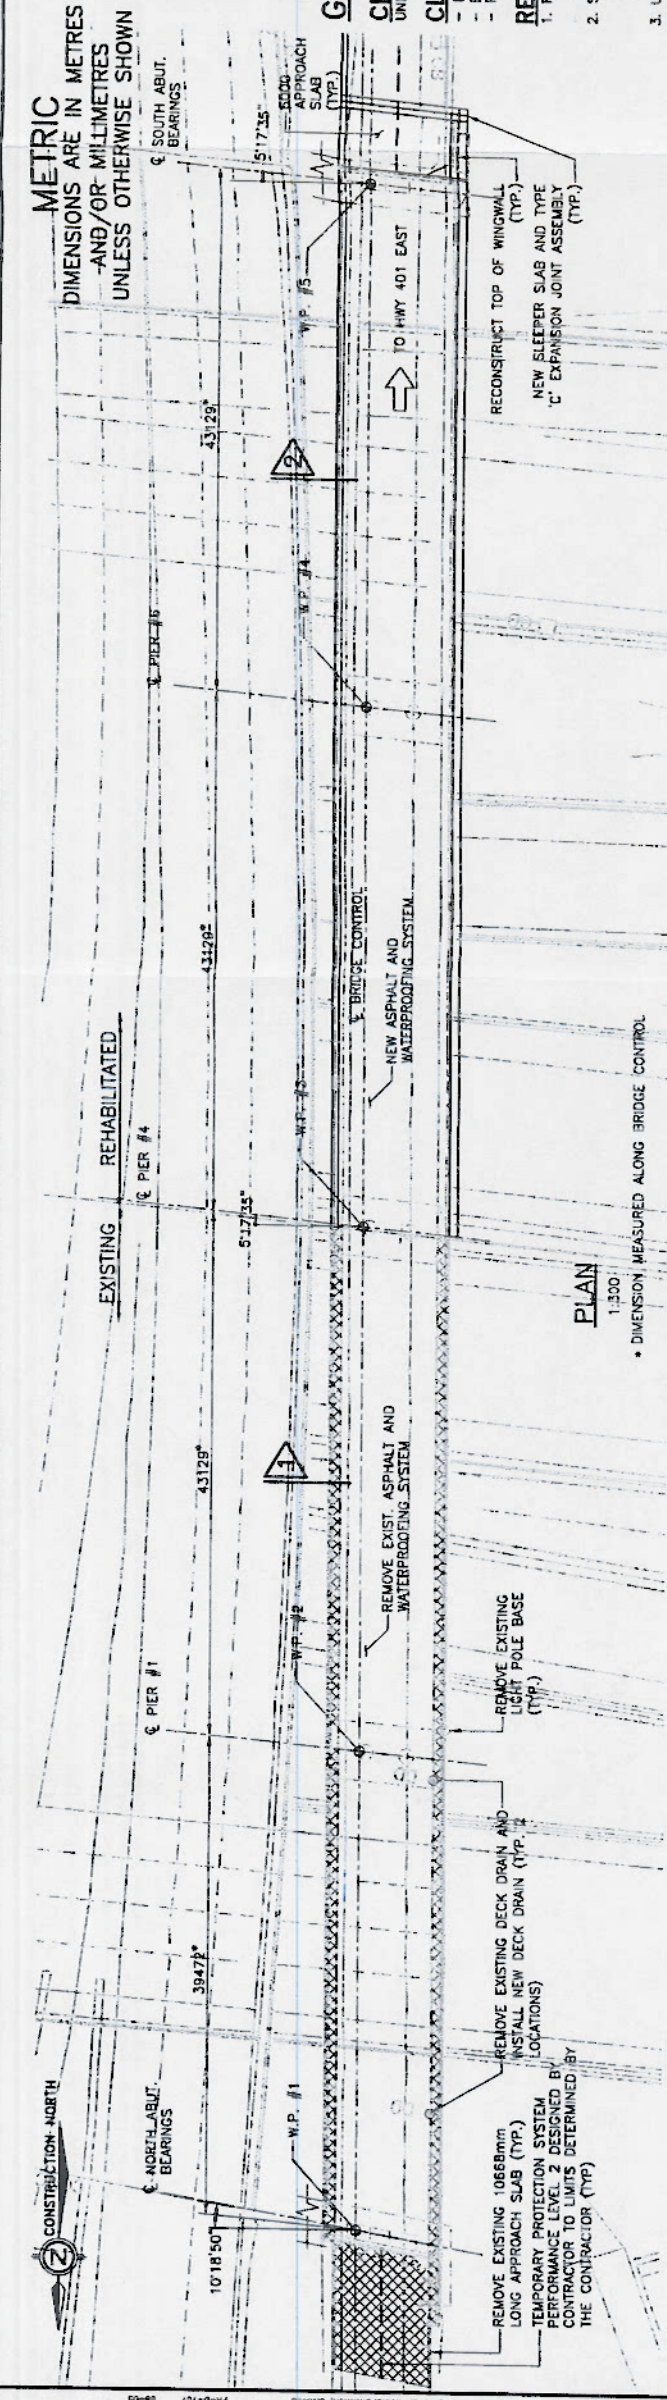 METRIC
DIMENSIONS ARE IN METRES
AND/OR MILLIMETRES
UNLESS OTHERWISE SHOWN
CONSTRUCTION NORTH
N
EXISTING REHABILITATED
℄ NORTH ABUT.
BEARINGS
℄ PIER #1
℄ PIER #4
℄ PIER #6
℄ SOUTH ABUT.
BEARINGS
39472*
43129*
43129*
43129*
10°18'50"
5°17'35"
5°17'35"
W.P. #1
W.P. #2
W.P. #3
W.P. #4
W.P. #5
1
2
6000
APPROACH
SLAB
(TYP.)
℄ BRIDGE CONTROL
TO HWY 401 EAST
REMOVE EXIST. ASPHALT AND
WATERPROOFING SYSTEM
NEW ASPHALT AND
WATERPROOFING SYSTEM
REMOVE EXISTING 10668mm
LONG APPROACH SLAB (TYP.)
TEMPORARY PROTECTION SYSTEM
PERFORMANCE LEVEL 2 DESIGNED BY
CONTRACTOR TO LIMITS DETERMINED BY
THE CONTRACTOR (TYP)
REMOVE EXISTING DECK DRAIN AND
INSTALL NEW DECK DRAIN (TYP. 2
LOCATIONS)
REMOVE EXISTING
LIGHT POLE BASE
(TYP.)
RECONSTRUCT TOP OF WINGWALL
(TYP.)
NEW SLEEPER SLAB AND TYPE
'C' EXPANSION JOINT ASSEMBLY
(TYP.)
PLAN
1:300
* DIMENSION MEASURED ALONG BRIDGE CONTROL
1.
2.
3.